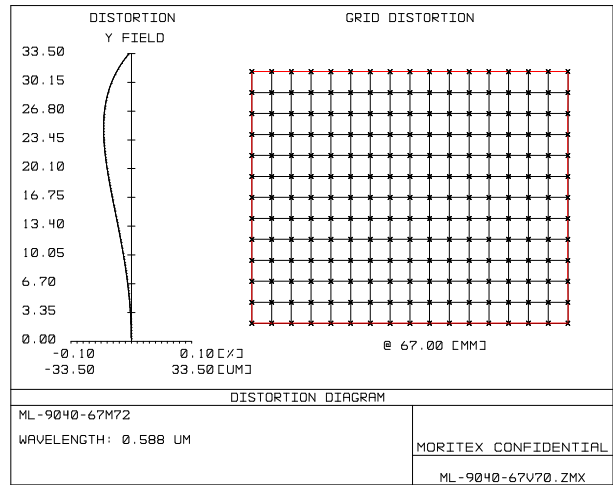 DISTORTION
Y FIELD
33.50
30.15
26.80
23.45
20.10
16.75
13.40
10.05
6.70
3.35
0.00
-0.10 0.10[%]
-33.50 33.50[UM]
GRID DISTORTION
@ 67.00 [MM]
DISTORTION DIAGRAM
ML-9040-67M72
WAVELENGTH: 0.588 UM
MORITEX CONFIDENTIAL
ML-9040-67V70.ZMX